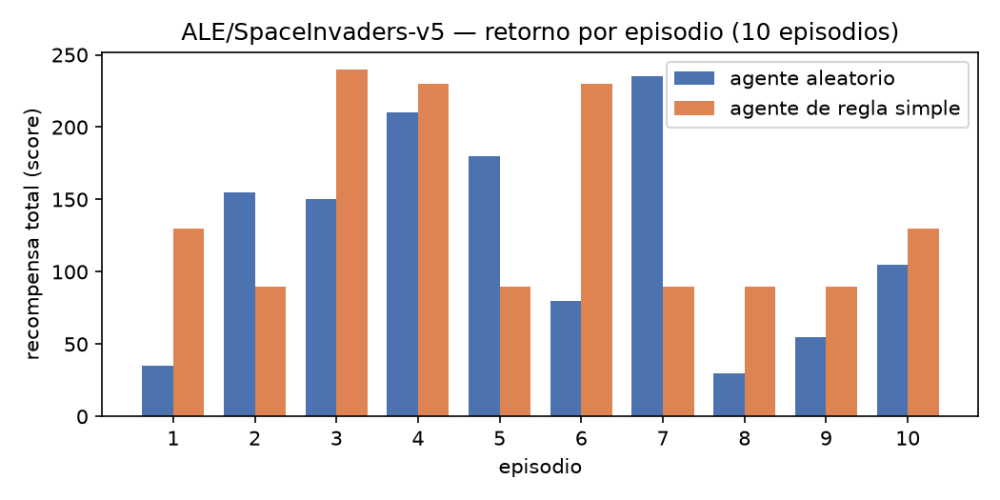 ALE/SpaceInvaders-v5 — retorno por episodio (10 episodios)
recompensa total (score)
250
200
150
100
50
0
agente aleatorio
agente de regla simple
1 2 3 4 5 6 7 8 9 10
episodio